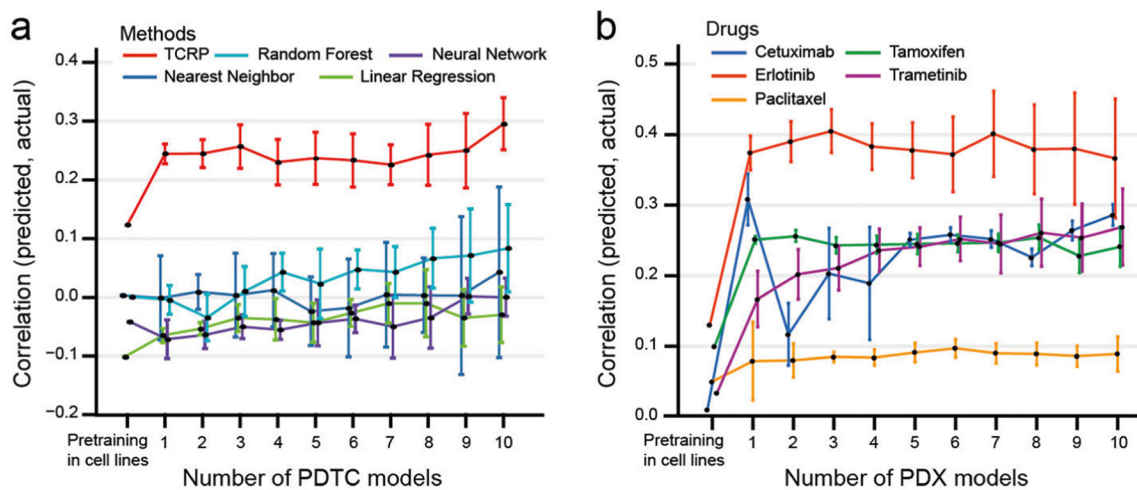 a
Methods
TCRP Random Forest Neural Network
Nearest Neighbor Linear Regression
Correlation (predicted, actual)
0.4
0.3
0.2
0.1
0.0
−0.1
−0.2
Pretraining
in cell lines
1 2 3 4 5 6 7 8 9 10
Number of PDTC models
b
Drugs
Cetuximab Tamoxifen
Erlotinib Trametinib
Paclitaxel
Correlation (predicted, actual)
0.5
0.4
0.3
0.2
0.1
0.0
Pretraining
in cell lines
1 2 3 4 5 6 7 8 9 10
Number of PDX models